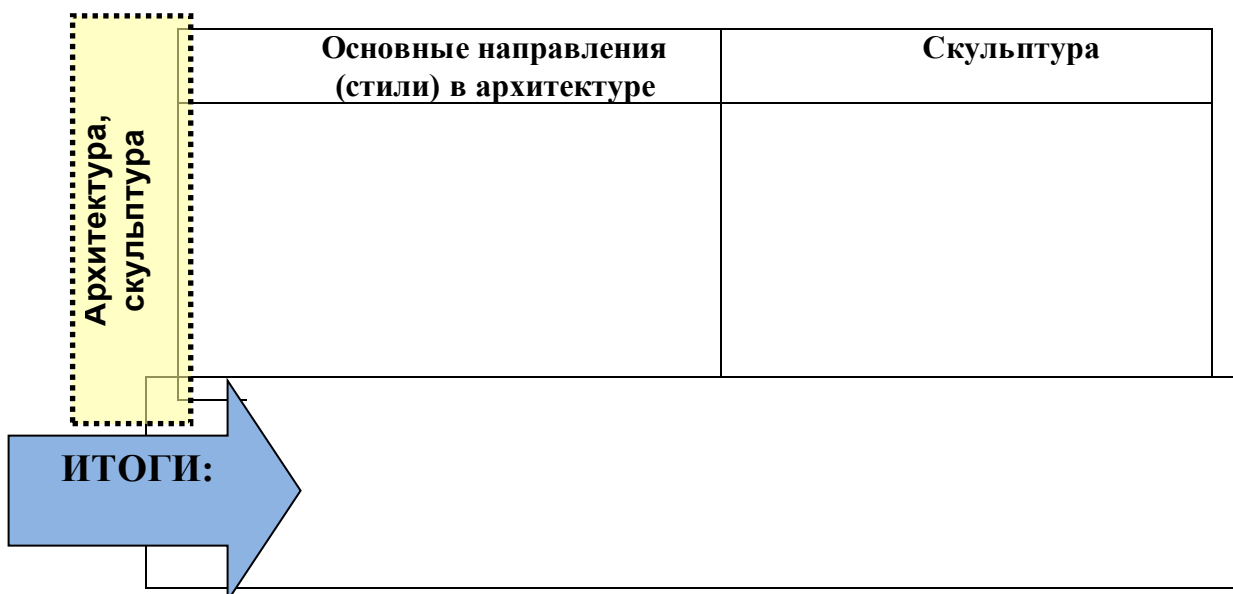 Архитектура,
скульптура
Основные направления
(стили) в архитектуре
Скульптура
ИТОГИ: